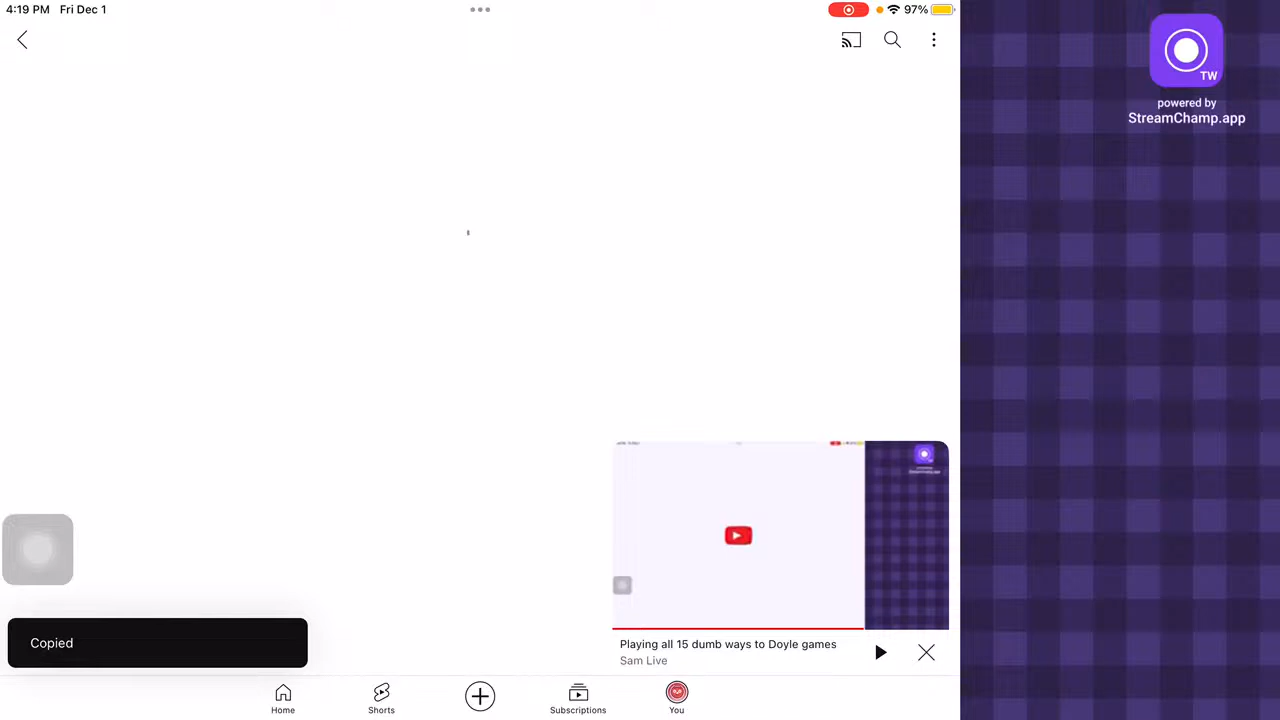 4:19 PM Fri Dec 1
97%
TW
powered by
StreamChamp.app
Playing all 15 dumb ways to Doyle games
Sam Live
Copied
Home
Shorts
Subscriptions
You